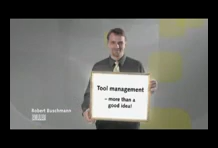 Tool management
– more than a
good idea!
Robert Buschmann